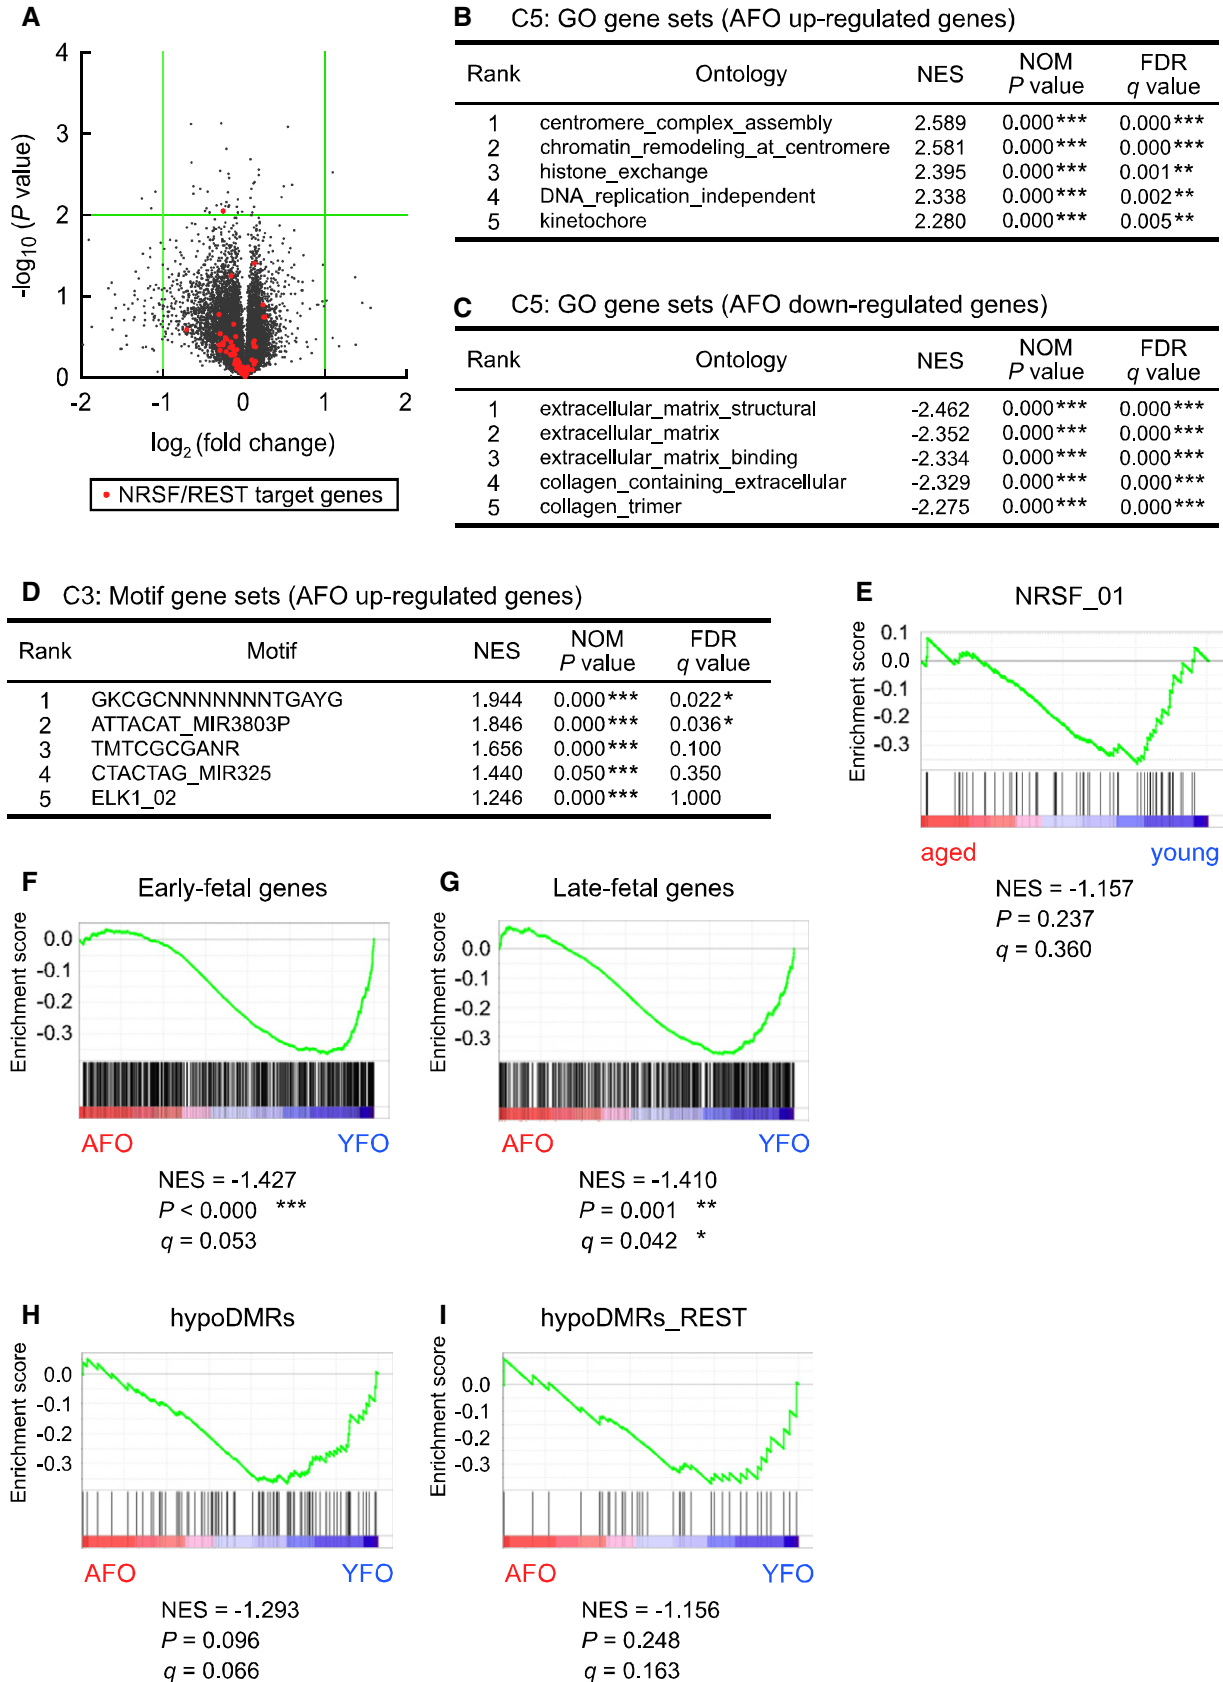 A
4
3
2
1
0
-2
-1
0
1
2
-log10 (P value)
log2 (fold change)
• NRSF/REST target genes
B C5: GO gene sets (AFO up-regulated genes)
Rank Ontology NES NOM P value FDR q value
1 centromere_complex_assembly 2.589 0.000*** 0.000***
2 chromatin_remodeling_at_centromere 2.581 0.000*** 0.000***
3 histone_exchange 2.395 0.000*** 0.001**
4 DNA_replication_independent 2.338 0.000*** 0.002**
5 kinetochore 2.280 0.000*** 0.005**
C C5: GO gene sets (AFO down-regulated genes)
Rank Ontology NES NOM P value FDR q value
1 extracellular_matrix_structural -2.462 0.000*** 0.000***
2 extracellular_matrix -2.352 0.000*** 0.000***
3 extracellular_matrix_binding -2.334 0.000*** 0.000***
4 collagen_containing_extracellular -2.329 0.000*** 0.000***
5 collagen_trimer -2.275 0.000*** 0.000***
D C3: Motif gene sets (AFO up-regulated genes)
Rank Motif NES NOM P value FDR q value
1 GKCGCNNNNNNNTGAYG 1.944 0.000*** 0.022*
2 ATTACAT_MIR3803P 1.846 0.000*** 0.036*
3 TMTCGCGANR 1.656 0.000*** 0.100
4 CTACTAG_MIR325 1.440 0.050*** 0.350
5 ELK1_02 1.246 0.000*** 1.000
E NRSF_01
Enrichment score
0.1
0.0
-0.1
-0.2
-0.3
aged young
NES = -1.157
P = 0.237
q = 0.360
F Early-fetal genes
Enrichment score
0.0
-0.1
-0.2
-0.3
AFO YFO
NES = -1.427
P < 0.000 ***
q = 0.053
G Late-fetal genes
Enrichment score
0.0
-0.1
-0.2
-0.3
AFO YFO
NES = -1.410
P = 0.001 **
q = 0.042 *
H hypoDMRs
Enrichment score
0.0
-0.1
-0.2
-0.3
AFO YFO
NES = -1.293
P = 0.096
q = 0.066
I hypoDMRs_REST
Enrichment score
0.0
-0.1
-0.2
-0.3
AFO YFO
NES = -1.156
P = 0.248
q = 0.163